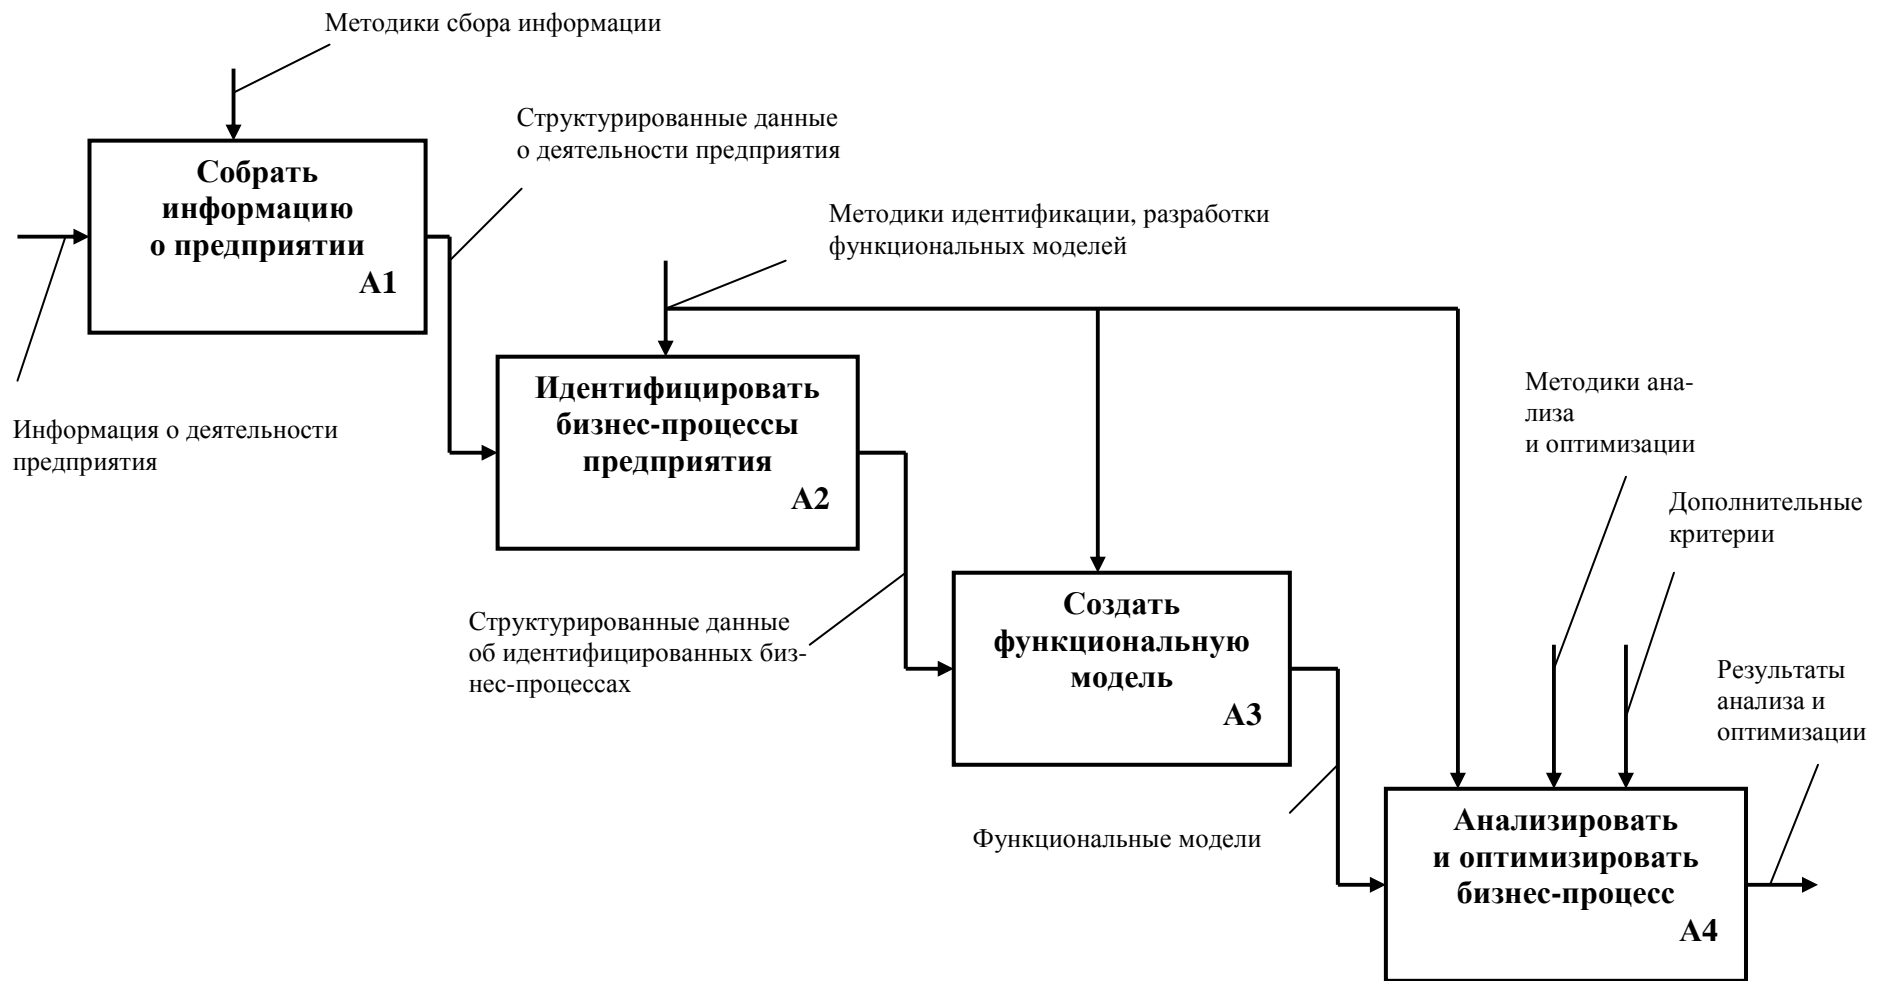 Методики сбора информации
Структурированные данные
о деятельности предприятия
Собрать
информацию
о предприятии
А1
Методики идентификации, разработки
функциональных моделей
Информация о деятельности
предприятия
Идентифицировать
бизнес-процессы
предприятия
А2
Методики ана-
лиза
и оптимизации
Дополнительные
критерии
Структурированные данные
об идентифицированных биз-
нес-процессах
Создать
функциональную
модель
А3
Результаты
анализа и
оптимизации
Функциональные модели
Анализировать
и оптимизировать
бизнес-процесс
А4